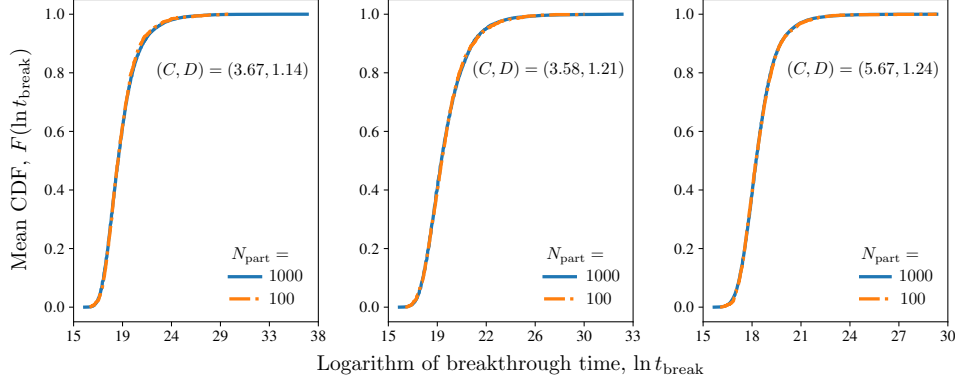 Mean CDF, F(ln t_break)
1.0
0.8
0.6
0.4
0.2
0.0
(C, D) = (3.67, 1.14)
N_part =
1000
100
15 19 24 29 33 38
1.0
0.8
0.6
0.4
0.2
0.0
(C, D) = (3.58, 1.21)
N_part =
1000
100
15 19 22 26 29 33
1.0
0.8
0.6
0.4
0.2
0.0
(C, D) = (5.67, 1.24)
N_part =
1000
100
15 18 21 24 27 30
Logarithm of breakthrough time, ln t_break